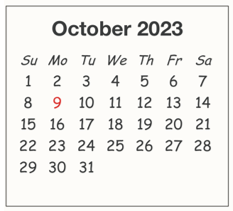 October 2023
Su Mo Tu We Th Fr Sa
1 2 3 4 5 6 7
8 9 10 11 12 13 14
15 16 17 18 19 20 21
22 23 24 25 26 27 28
29 30 31